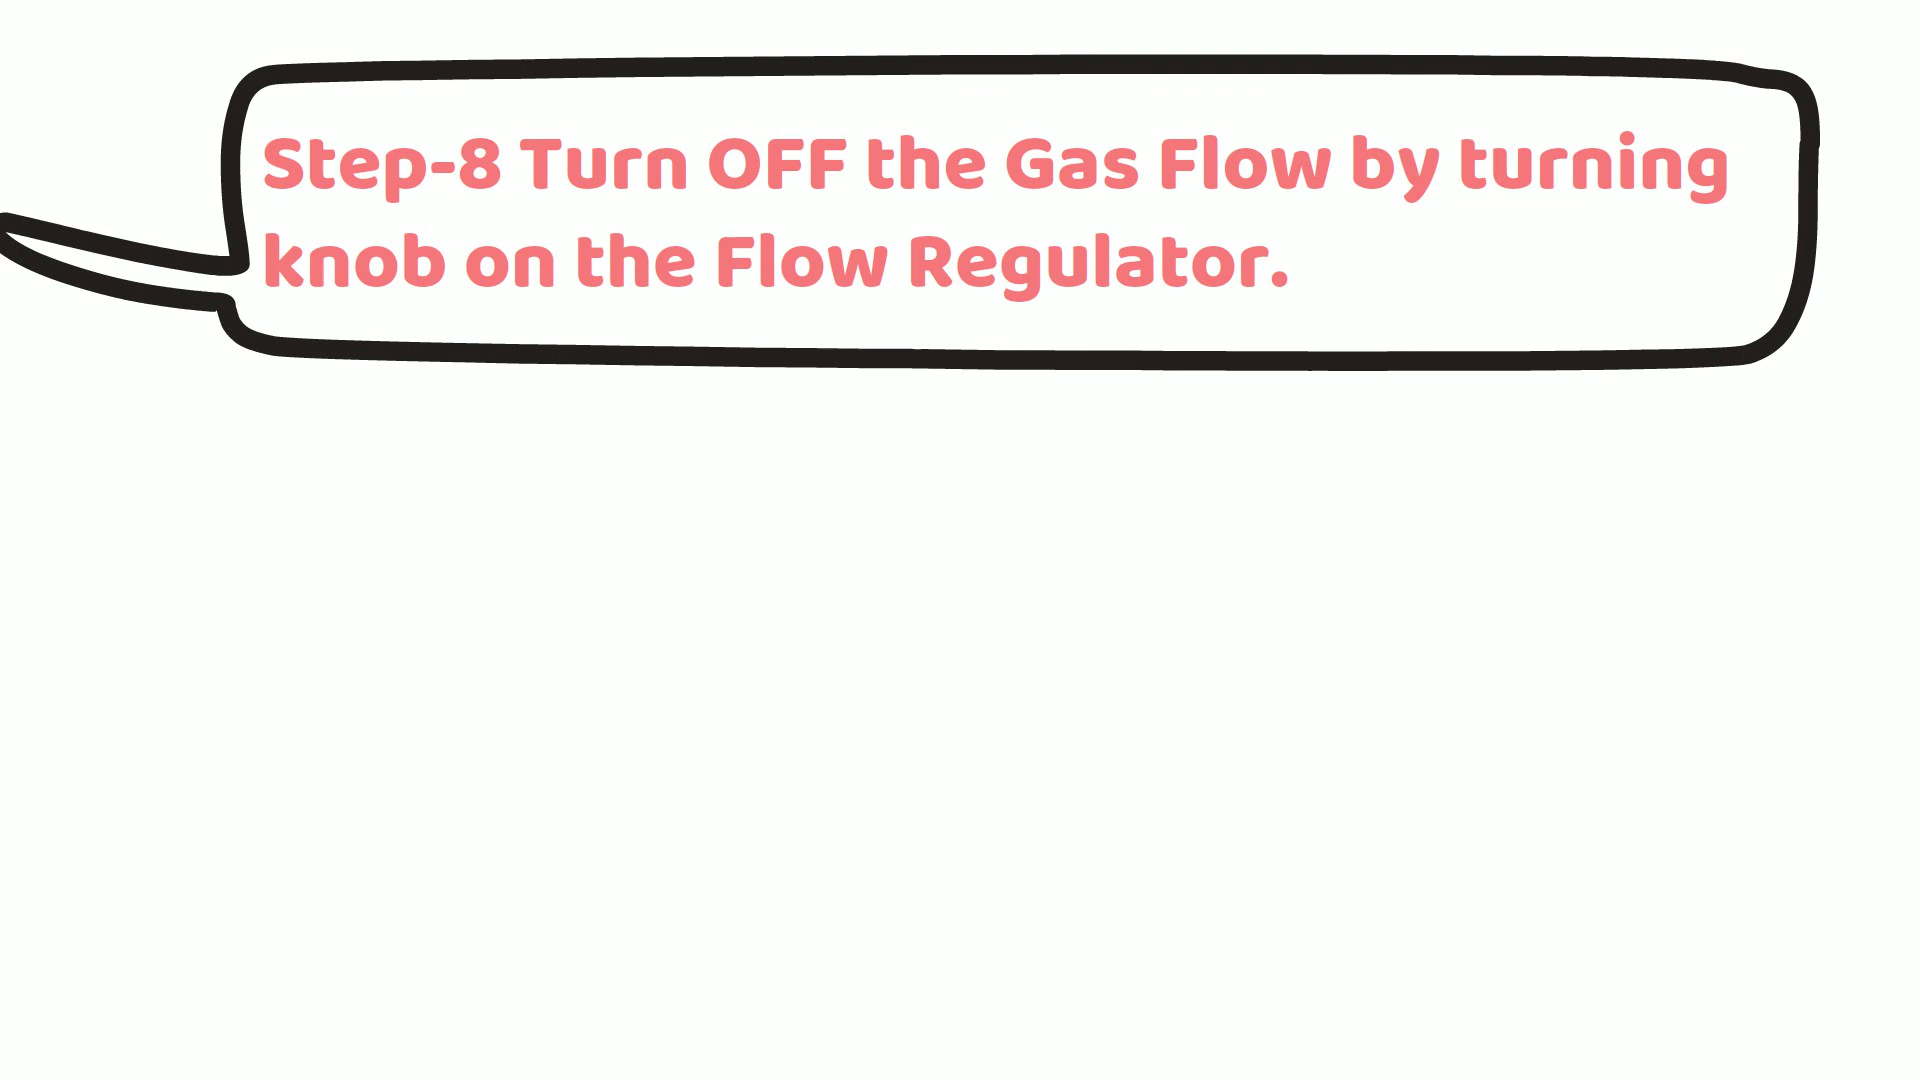 Step-8 Turn OFF the Gas Flow by turning
knob on the Flow Regulator.